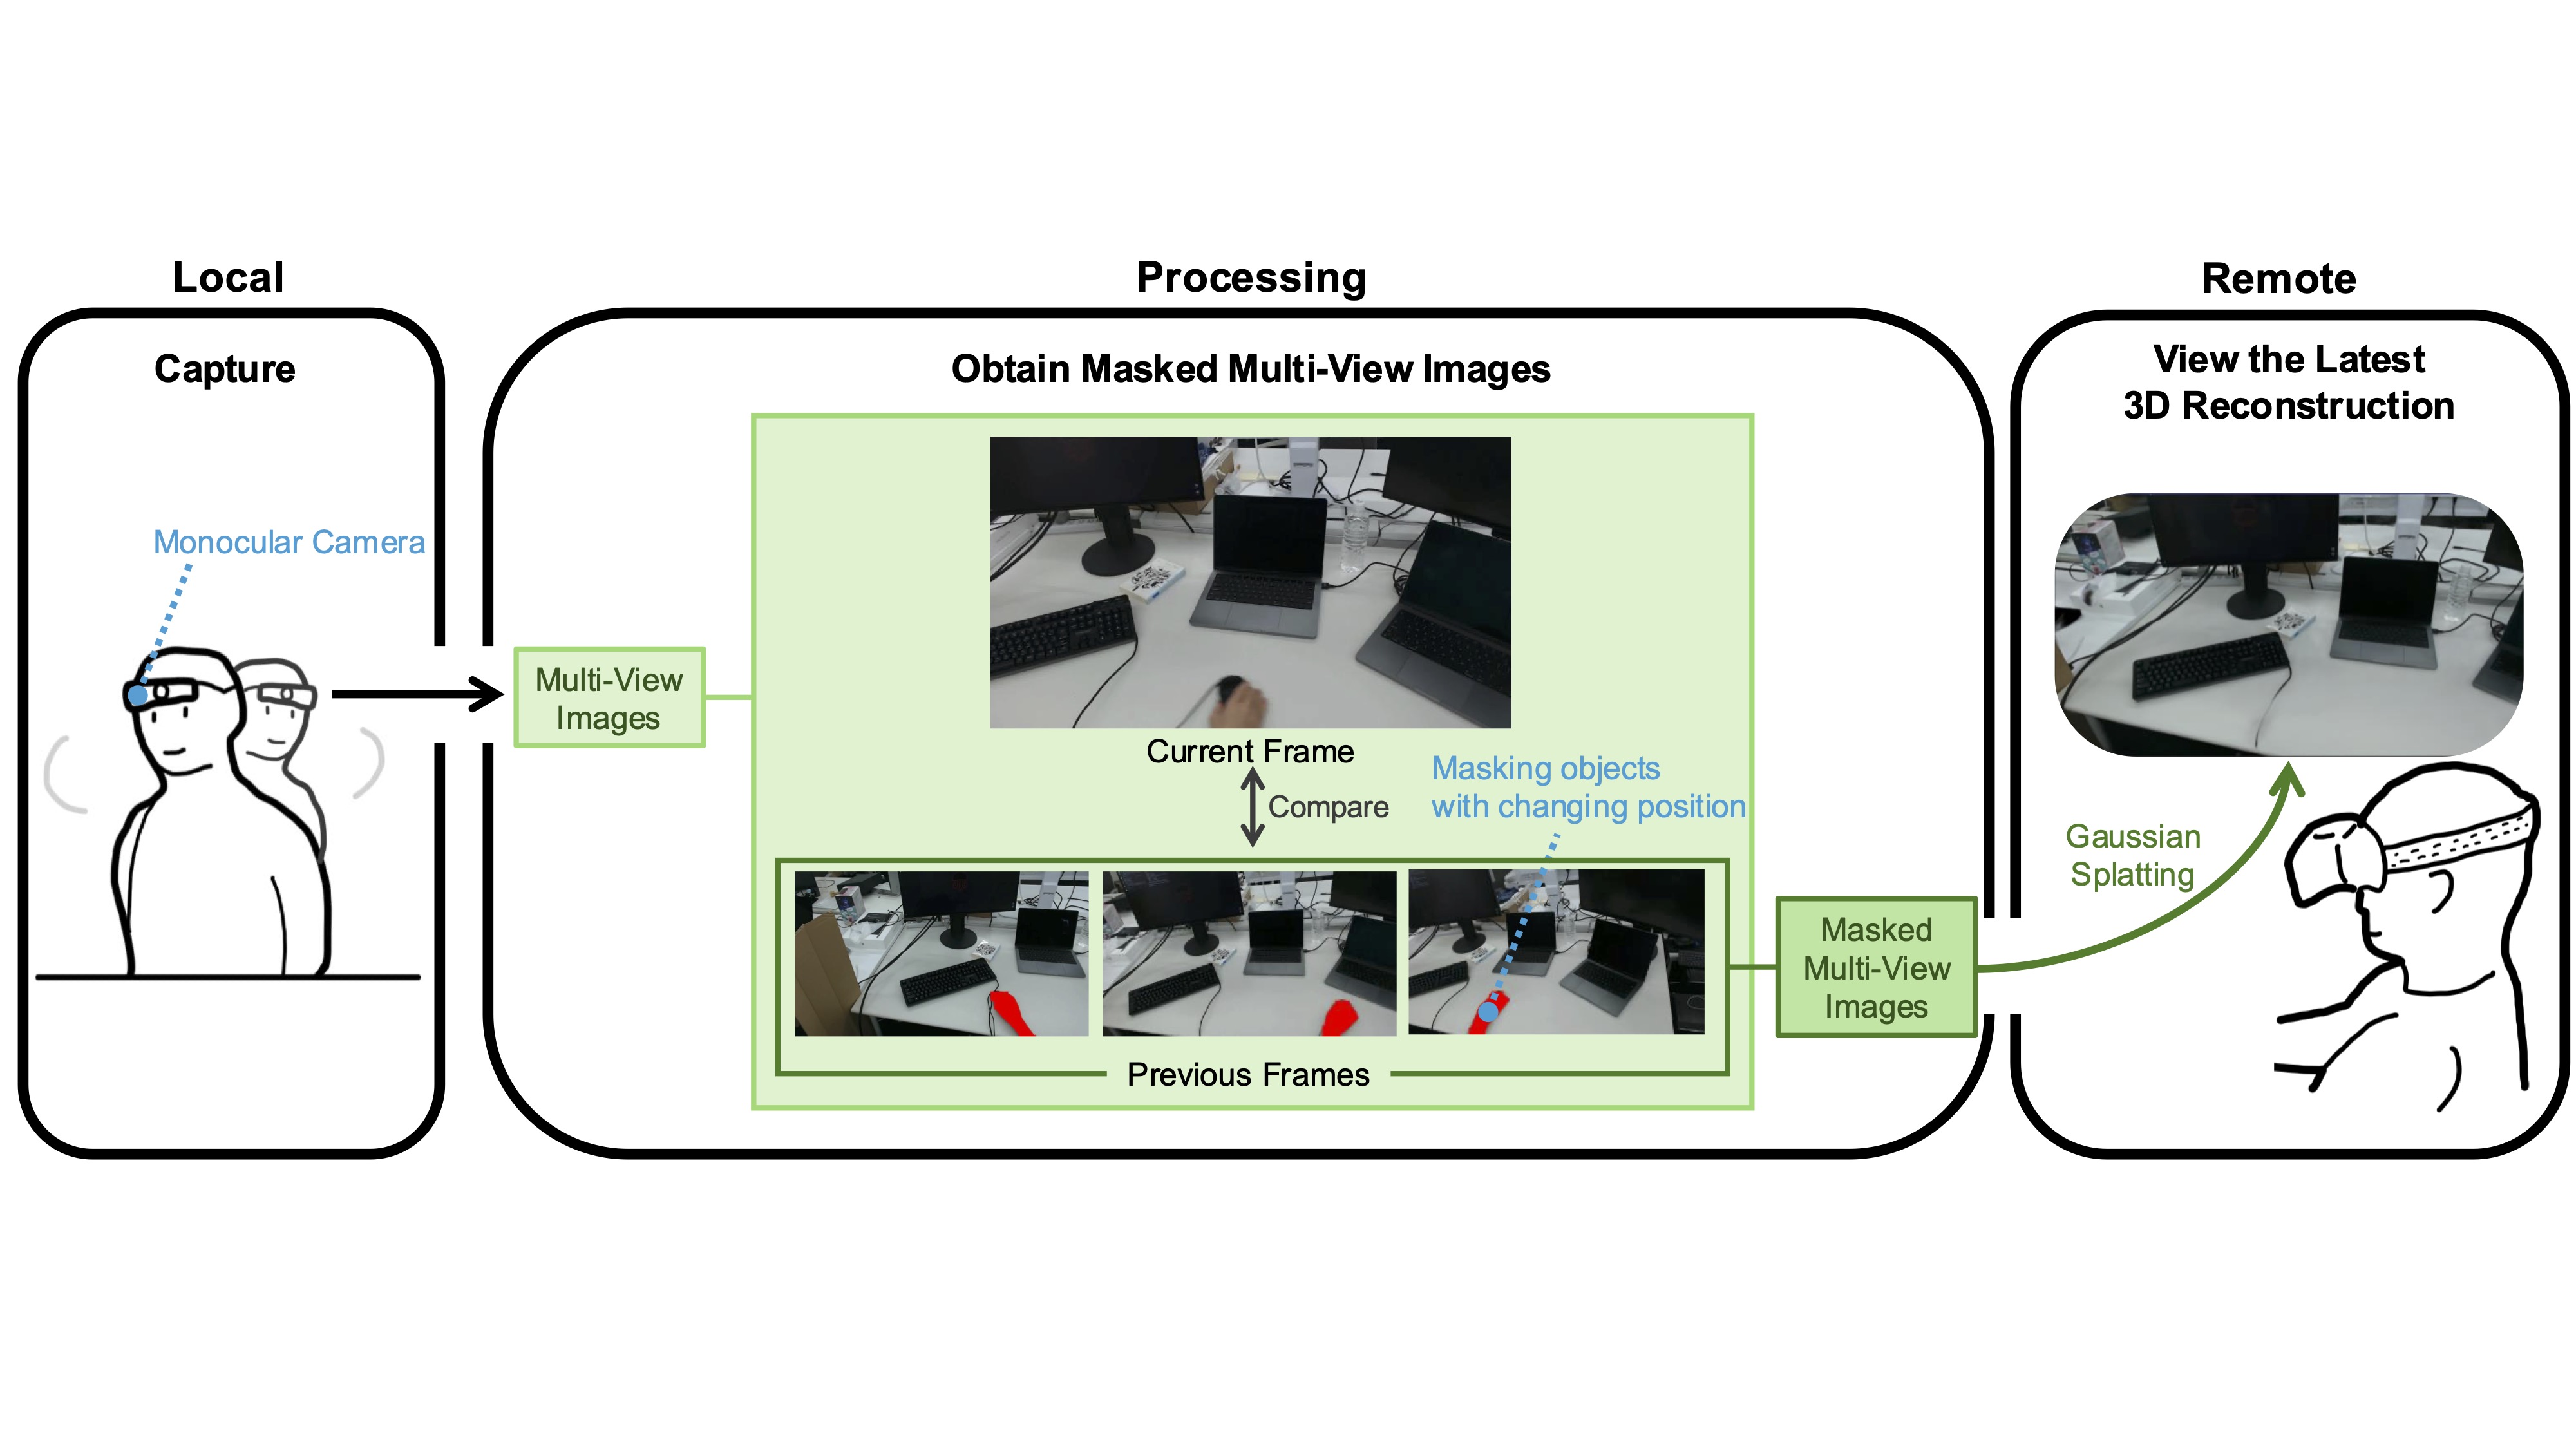 Local
Capture
Monocular Camera
Processing
Obtain Masked Multi-View Images
Multi-View
Images
Current Frame
Compare
Masking objects
with changing position
Previous Frames
Masked
Multi-View
Images
Remote
View the Latest
3D Reconstruction
Gaussian
Splatting